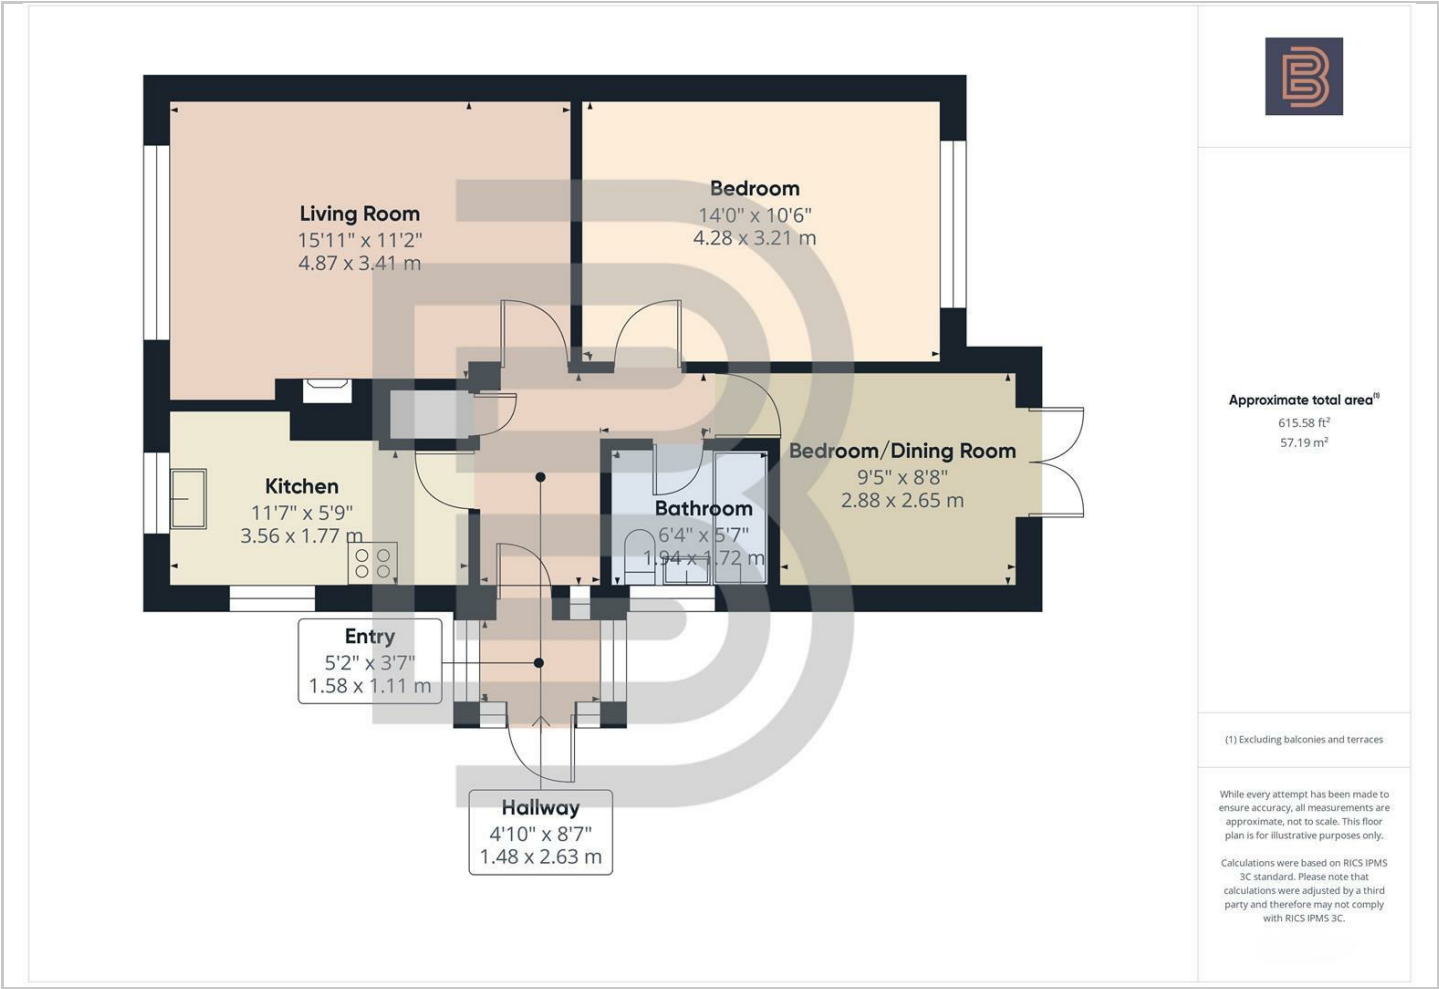 Living Room
15'11" x 11'2"
4.87 x 3.41 m
Bedroom
14'0" x 10'6"
4.28 x 3.21 m
Kitchen
11'7" x 5'9"
3.56 x 1.77 m
Bathroom
6'4" x 5'7"
1.94 x 1.72 m
Bedroom/Dining Room
9'5" x 8'8"
2.88 x 2.65 m
Entry
5'2" x 3'7"
1.58 x 1.11 m
Hallway
4'10" x 8'7"
1.48 x 2.63 m
B
Approximate total area(1)
615.58 ft²
57.19 m²
(1) Excluding balconies and terraces
While every attempt has been made to
ensure accuracy, all measurements are
approximate, not to scale. This floor
plan is for illustrative purposes only.
Calculations were based on RICS IPMS
3C standard. Please note that
calculations were adjusted by a third
party and therefore may not comply
with RICS IPMS 3C.